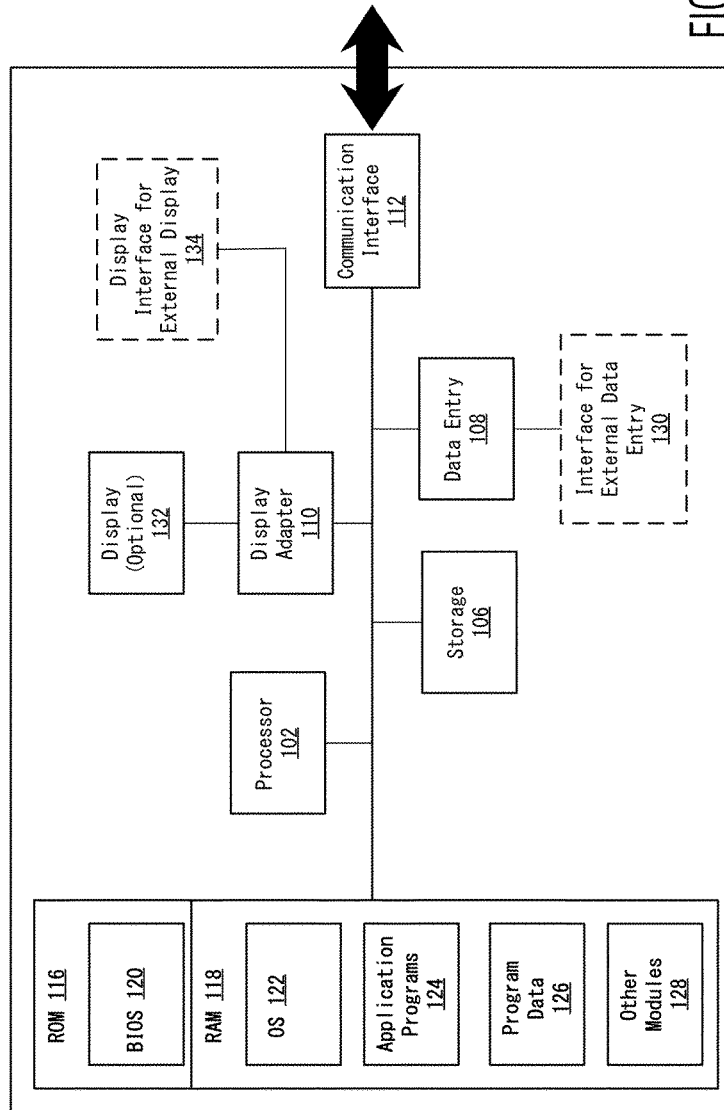 ROM 116
BIOS 120
RAM 118
OS 122
Application
Programs
124
Program
Data
126
Other
Modules
128
Processor
102
Display
(Optional)
132
Display
Adapter
110
Storage
106
Display
Interface for
External Display
134
Data Entry
108
Interface for
External Data
Entry
130
Communication
Interface
112